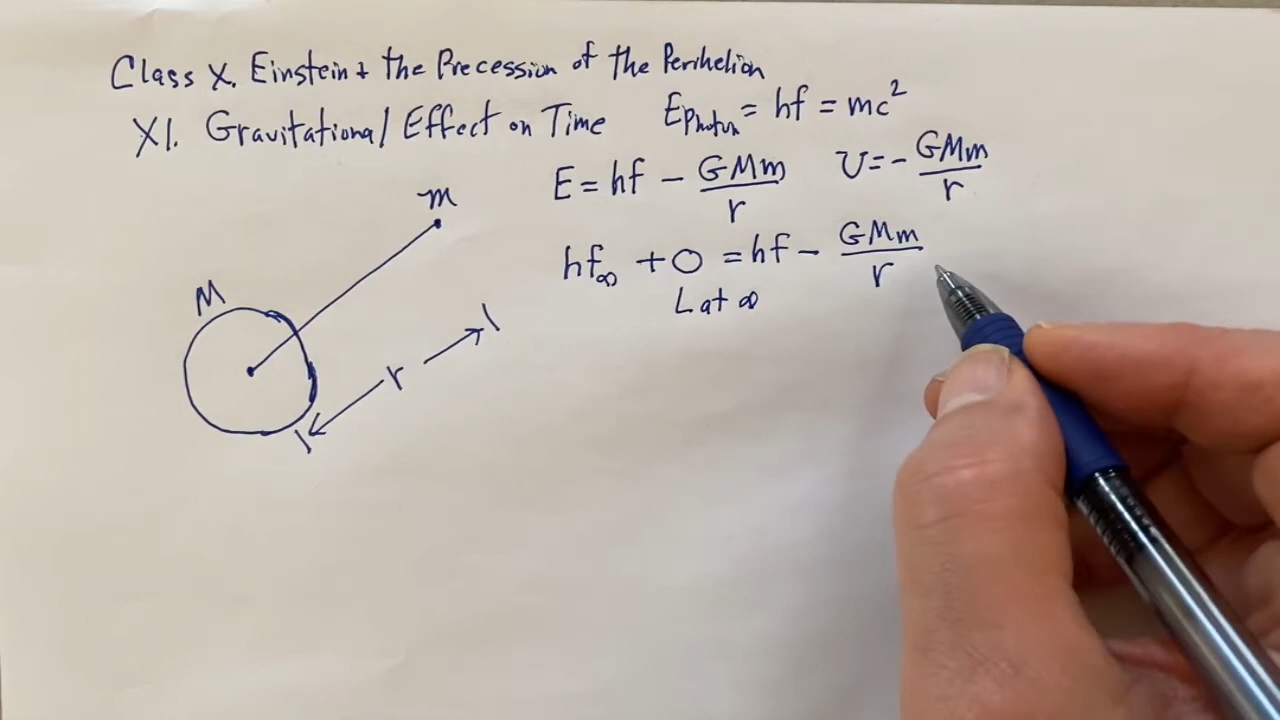 Class X. Einstein + the Precession of the Perihelion
XI. Gravitational Effect on Time
E_Photon = hf = mc²
E = hf - GMm/r
U = - GMm/r
hf_∞ + 0 = hf - GMm/r
L at ∞
m
M
r